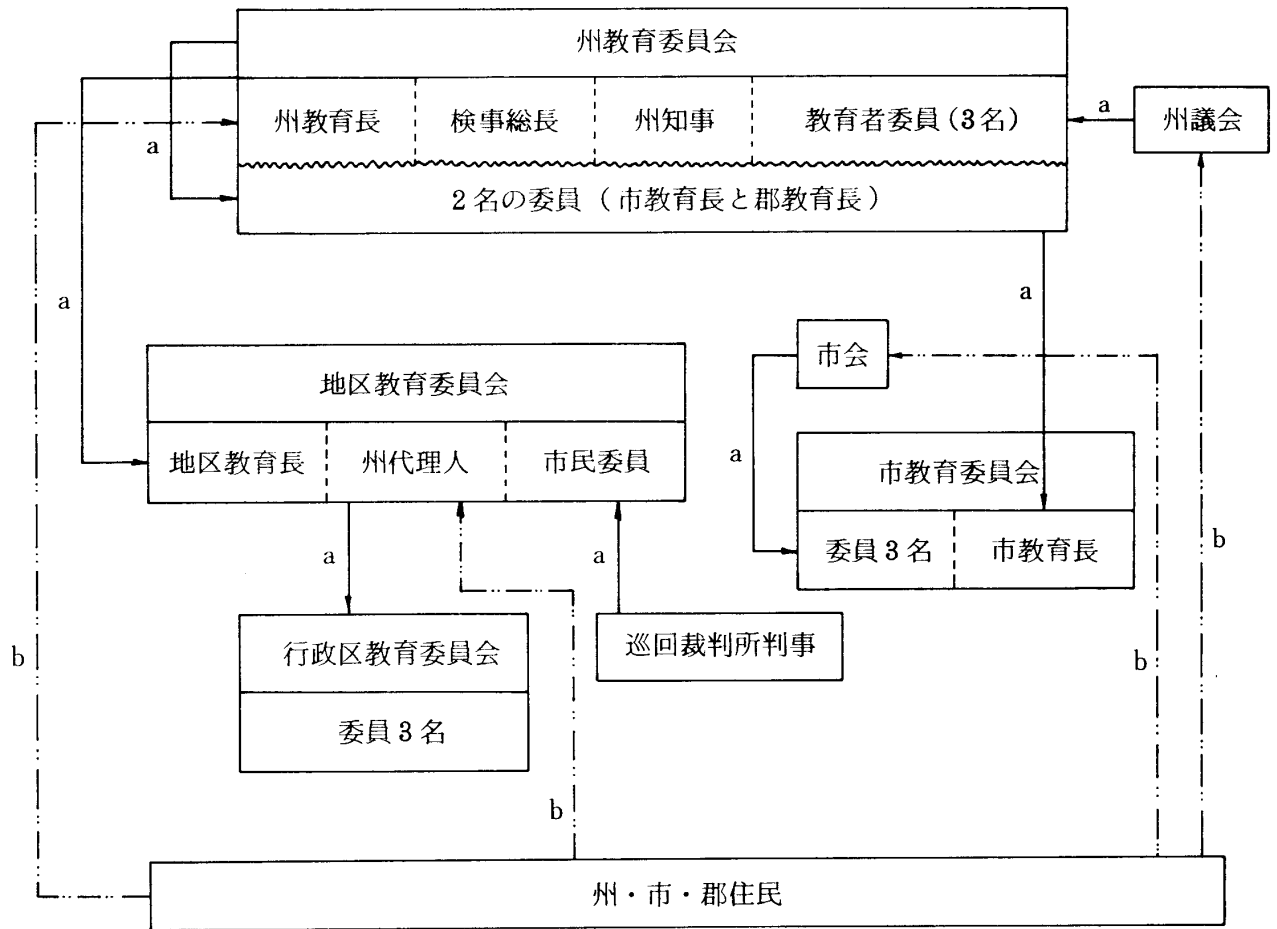 州教育委員会
州教育長
検事総長
州知事
教育者委員(3名)
a
州議会
a
2名の委員(市教育長と郡教育長)
a
a
市会
地区教育委員会
地区教育長
州代理人
市民委員
a
市教育委員会
委員3名
市教育長
a
a
b
行政区教育委員会
委員3名
巡回裁判所判事
b
b
b
州・市・郡住民